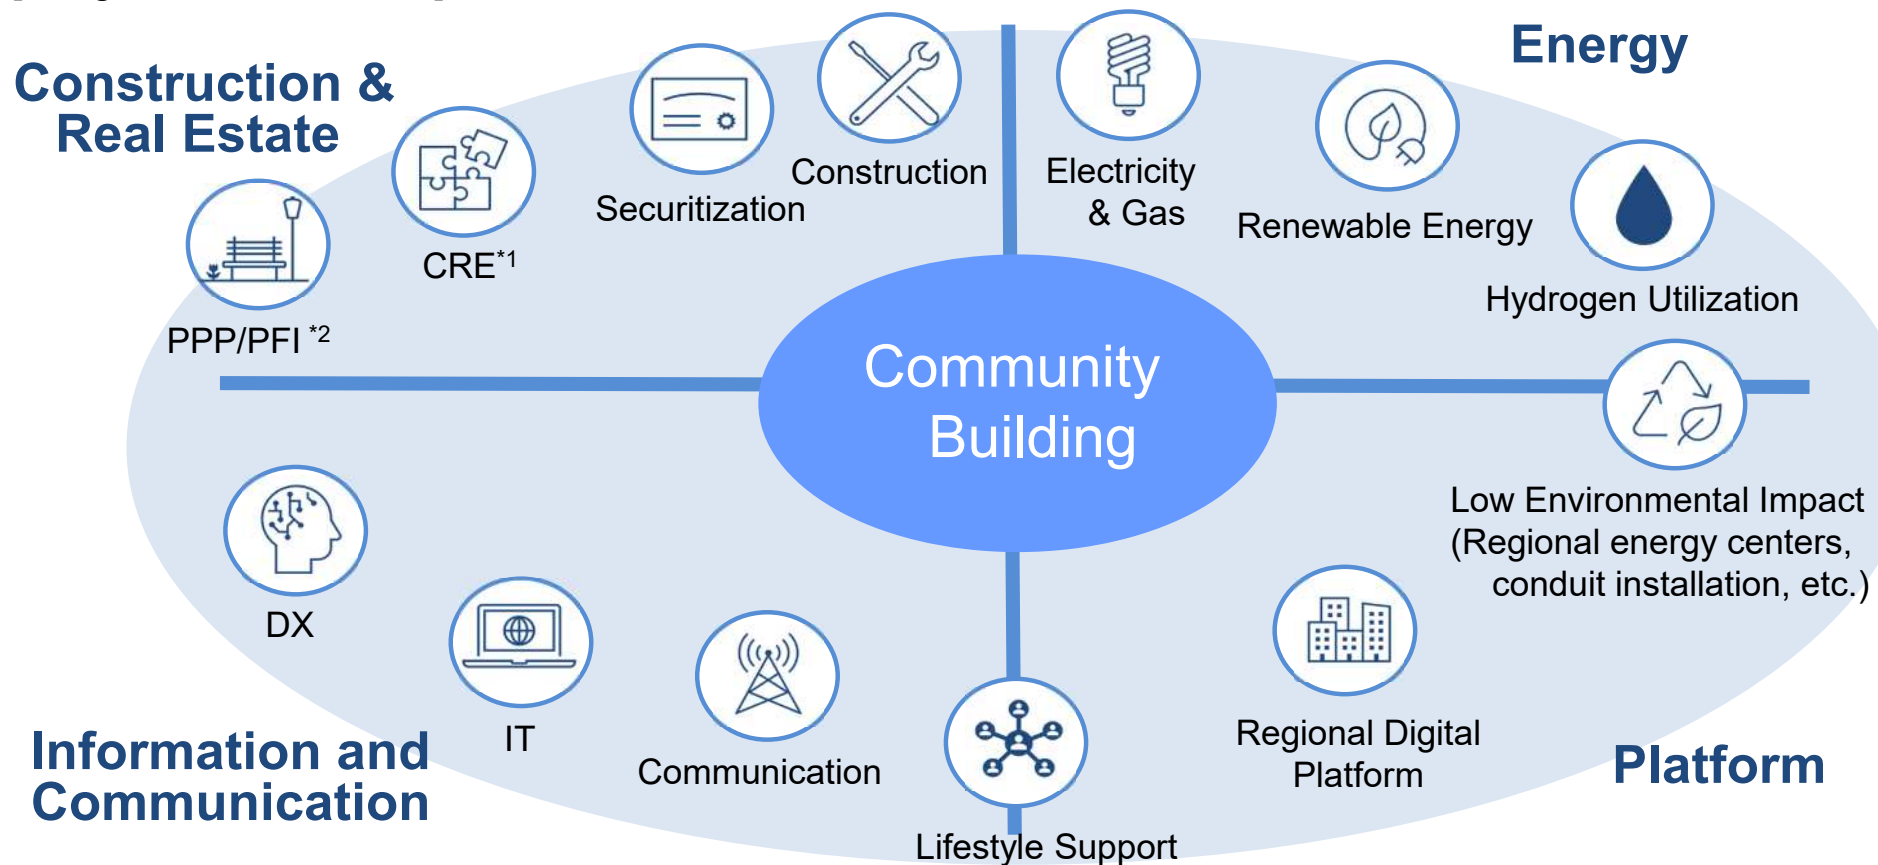 Construction &
Real Estate
Energy
Construction
Securitization
CRE*1
PPP/PFI *2
Electricity
& Gas
Renewable Energy
Hydrogen Utilization
Community
Building
Low Environmental Impact
(Regional energy centers,
conduit installation, etc.)
DX
IT
Communication
Lifestyle Support
Regional Digital
Platform
Information and
Communication
Platform